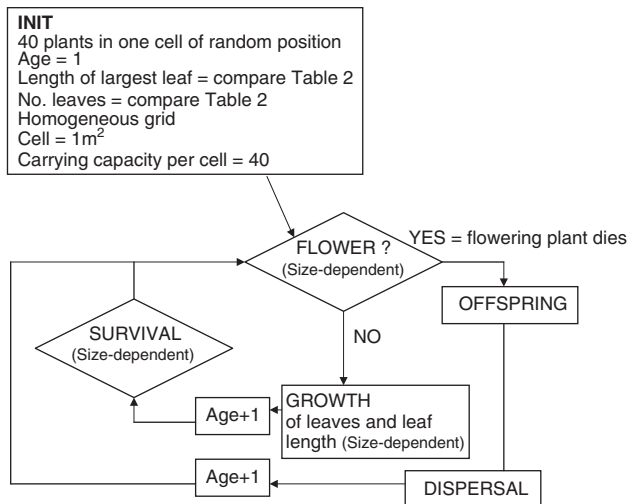 INIT
40 plants in one cell of random position
Age = 1
Length of largest leaf = compare Table 2
No. leaves = compare Table 2
Homogeneous grid
Cell = 1m²
Carrying capacity per cell = 40
FLOWER ?
(Size-dependent)
YES = flowering plant dies
OFFSPRING
SURVIVAL
(Size-dependent)
NO
GROWTH
of leaves and leaf
length (Size-dependent)
Age+1
Age+1
DISPERSAL